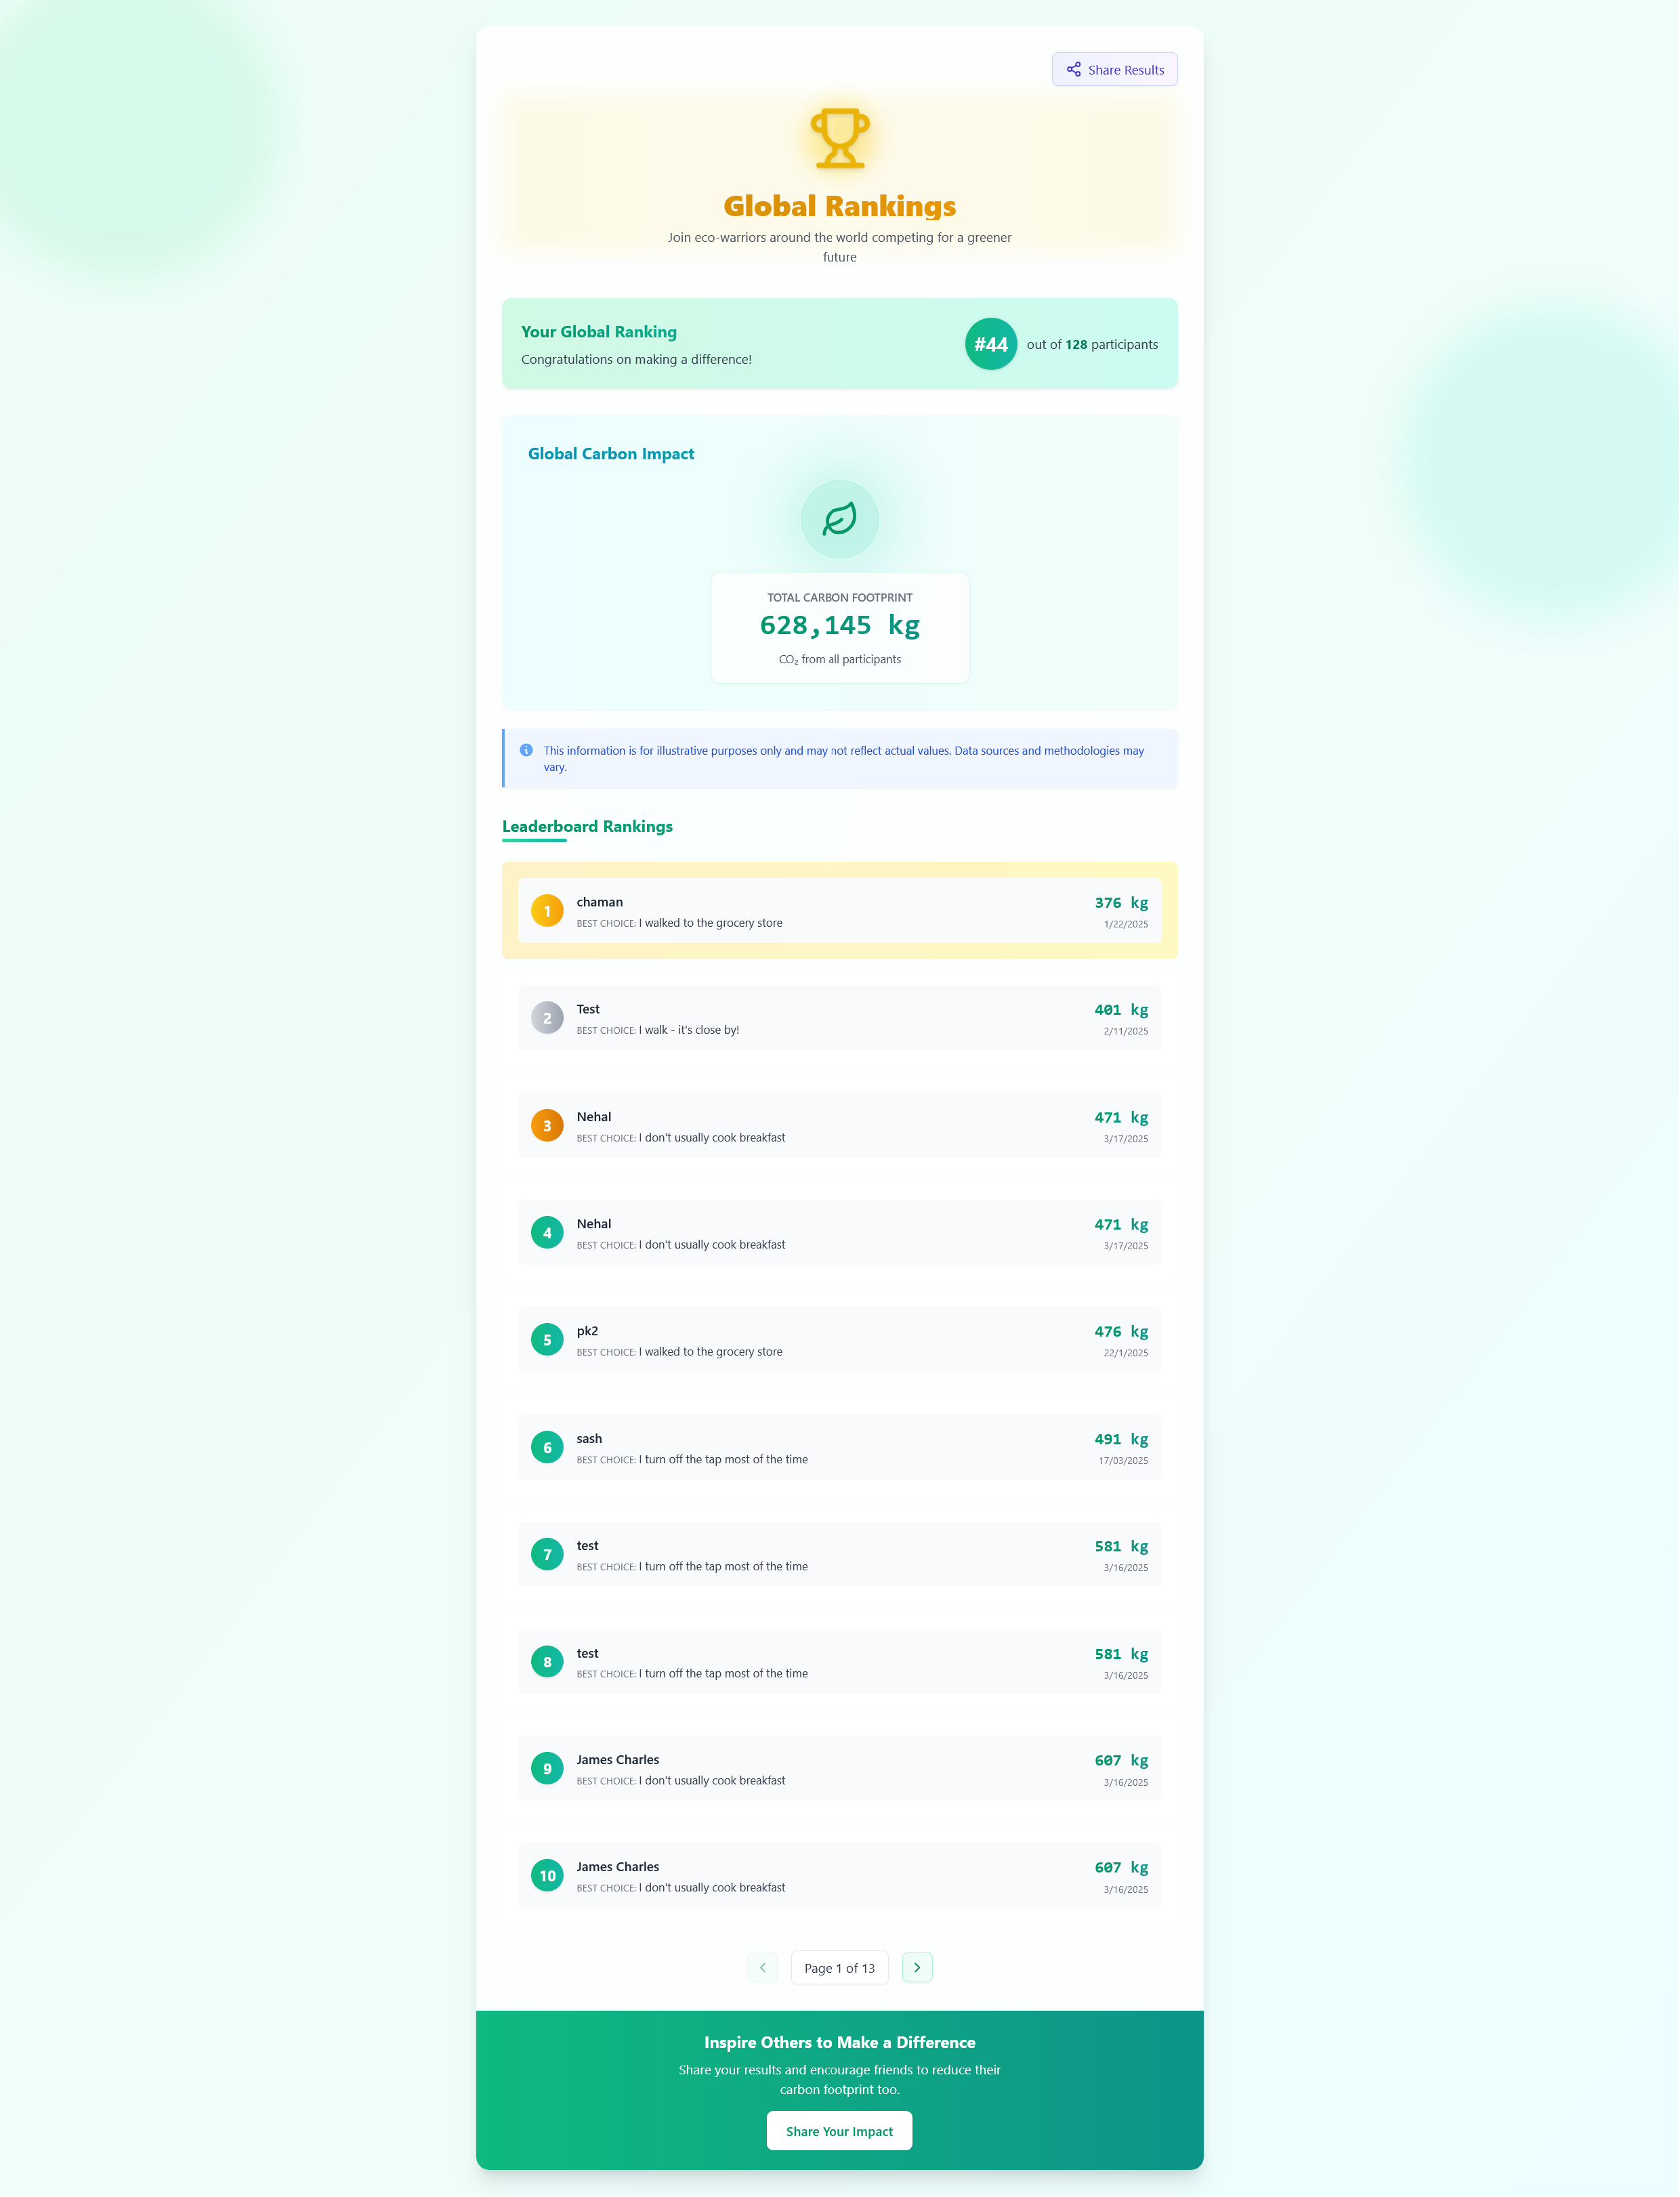 Share Results
Global Rankings
Join eco-warriors around the world competing for a greener
future
Your Global Ranking
Congratulations on making a difference!
#44
out of 128 participants
Global Carbon Impact
TOTAL CARBON FOOTPRINT
628,145 kg
CO₂ from all participants
This information is for illustrative purposes only and may not reflect actual values. Data sources and methodologies may
vary.
Leaderboard Rankings
1
chaman
BEST CHOICE: I walked to the grocery store
376 kg
1/22/2025
2
Test
BEST CHOICE: I walk - it's close by!
401 kg
2/11/2025
3
Nehal
BEST CHOICE: I don't usually cook breakfast
471 kg
3/17/2025
4
Nehal
BEST CHOICE: I don't usually cook breakfast
471 kg
3/17/2025
5
pk2
BEST CHOICE: I walked to the grocery store
476 kg
22/1/2025
6
sash
BEST CHOICE: I turn off the tap most of the time
491 kg
17/03/2025
7
test
BEST CHOICE: I turn off the tap most of the time
581 kg
3/16/2025
8
test
BEST CHOICE: I turn off the tap most of the time
581 kg
3/16/2025
9
James Charles
BEST CHOICE: I don't usually cook breakfast
607 kg
3/16/2025
10
James Charles
BEST CHOICE: I don't usually cook breakfast
607 kg
3/16/2025
Page 1 of 13
Inspire Others to Make a Difference
Share your results and encourage friends to reduce their
carbon footprint too.
Share Your Impact